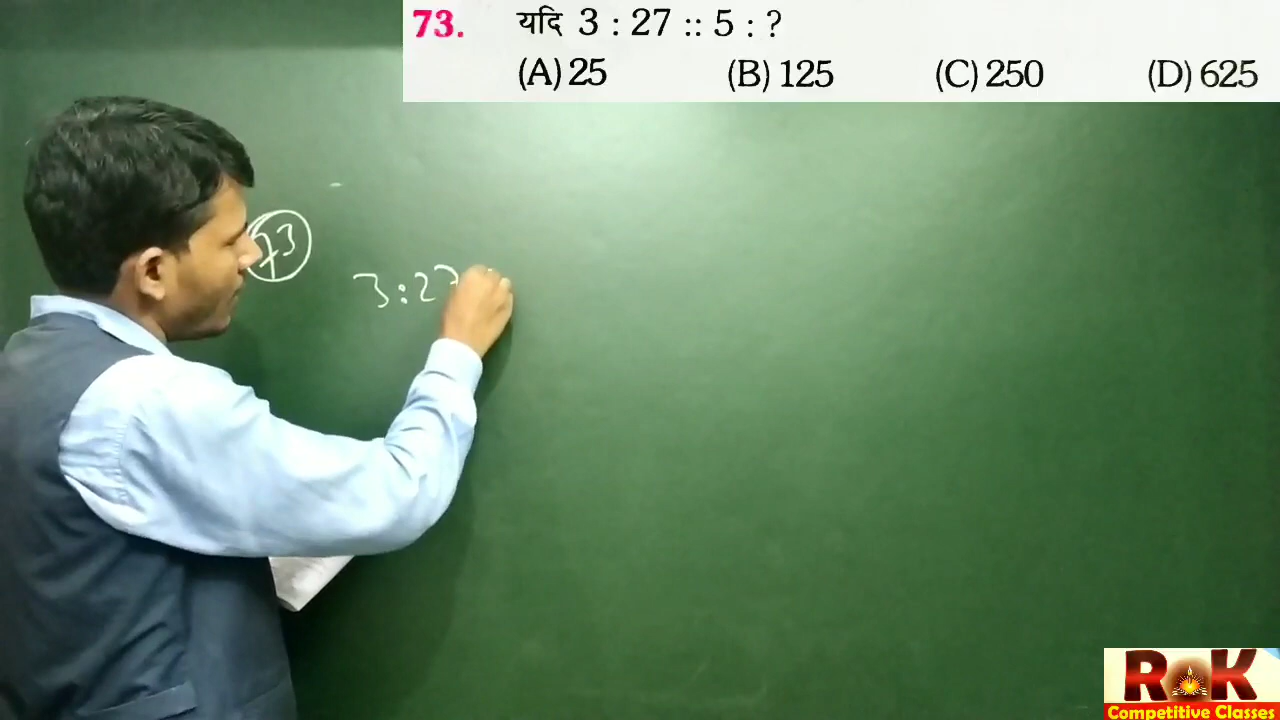 73. यदि 3 : 27 :: 5 : ?
(A) 25 (B) 125 (C) 250 (D) 625
73
3:27
RK
Competitive Classes